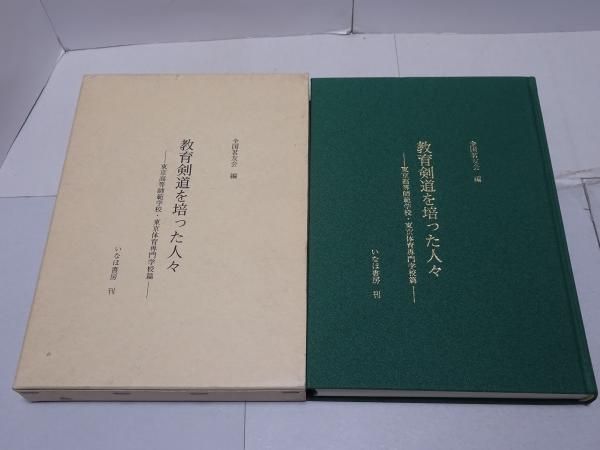 全国茗友会 編
教育剣道を培った人々
――東京高等師範学校・東京体育専門学校篇――
いなほ書房 刊
全国茗友会 編
教育剣道を培った人々
――東京高等師範学校・東京体育専門学校篇――
いなほ書房 刊